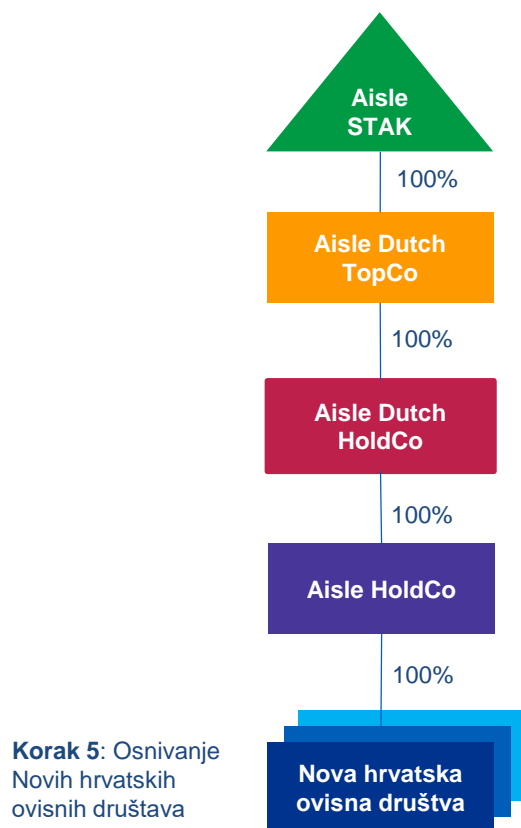 Aisle
STAK
100%
Aisle Dutch
TopCo
100%
Aisle Dutch
HoldCo
100%
Aisle HoldCo
100%
Korak 5: Osnivanje
Novih hrvatskih
ovisnih društava
Nova hrvatska
ovisna društva